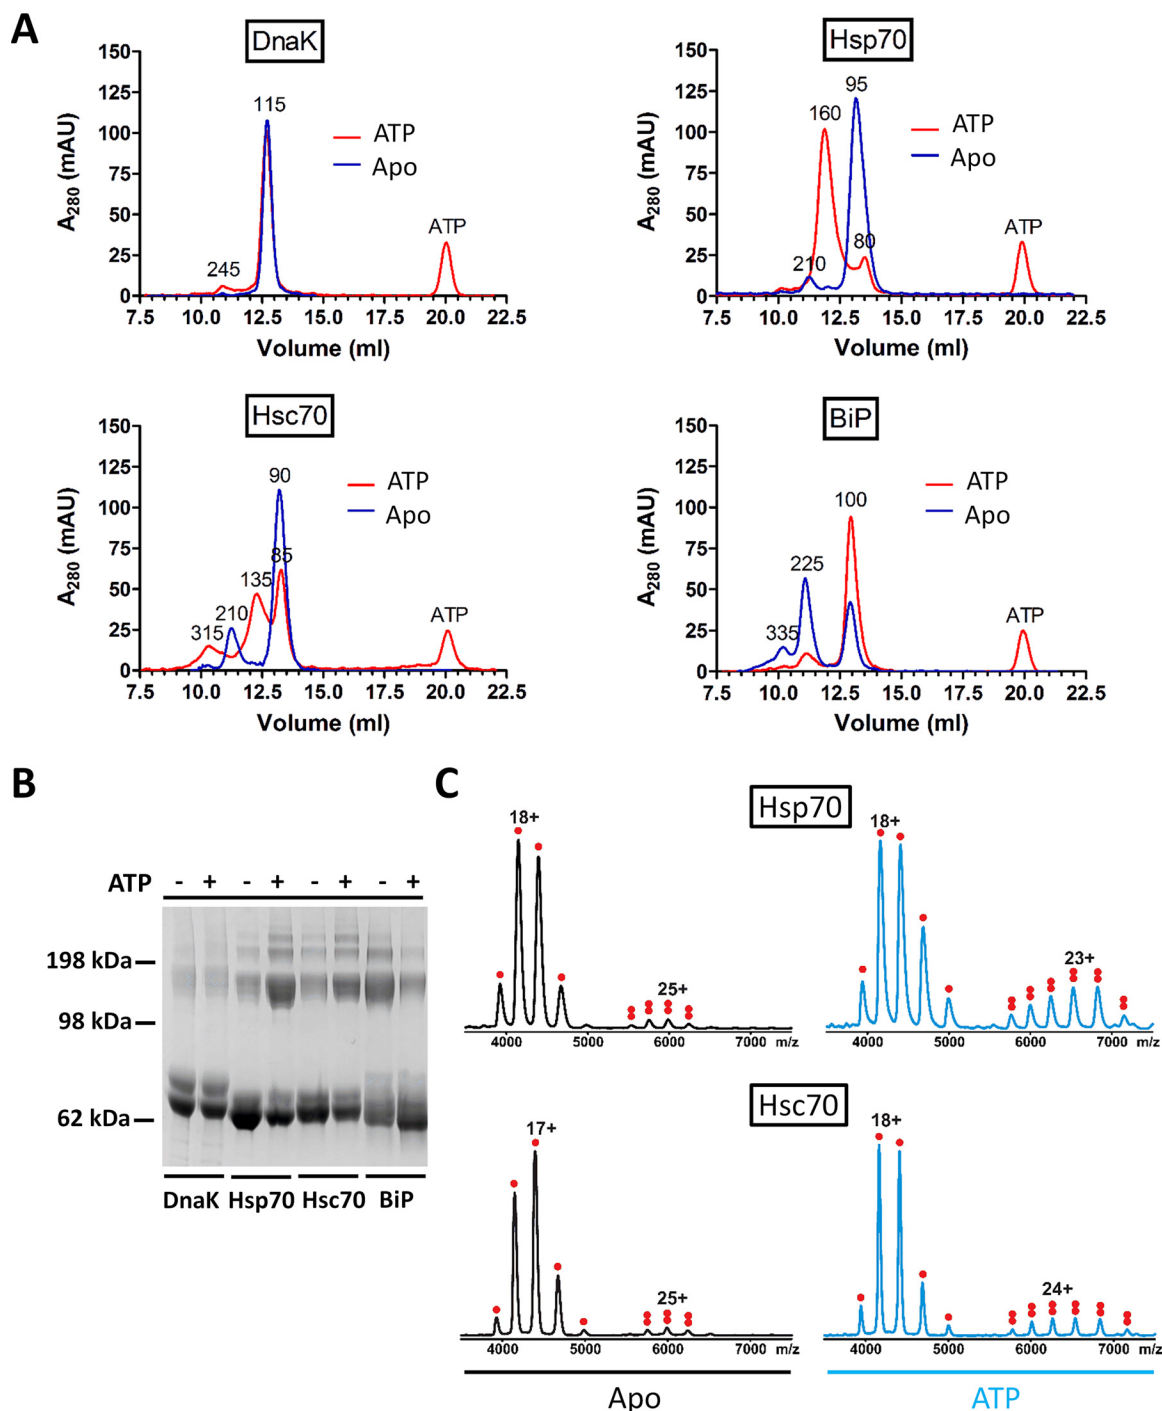 A
DnaK
150
125
100
75
50
25
0
A280 (mAU)
115
245
ATP
ATP
Apo
7.5 10.0 12.5 15.0 17.5 20.0 22.5
Volume (ml)
Hsp70
150
125
100
75
50
25
0
A280 (mAU)
95
160
210
80
ATP
ATP
Apo
7.5 10.0 12.5 15.0 17.5 20.0 22.5
Volume (ml)
Hsc70
150
125
100
75
50
25
0
A280 (mAU)
90
85
135
210
315
ATP
ATP
Apo
7.5 10.0 12.5 15.0 17.5 20.0 22.5
Volume (ml)
BiP
150
125
100
75
50
25
0
A280 (mAU)
100
225
335
ATP
ATP
Apo
7.5 10.0 12.5 15.0 17.5 20.0 22.5
Volume (ml)
B
ATP - + - + - + - +
198 kDa
98 kDa
62 kDa
DnaK Hsp70 Hsc70 BiP
C
Hsp70
18+
25+
4000 5000 6000 7000 m/z
18+
23+
4000 5000 6000 7000 m/z
Hsc70
17+
25+
4000 5000 6000 7000 m/z
18+
24+
4000 5000 6000 7000 m/z
Apo
ATP